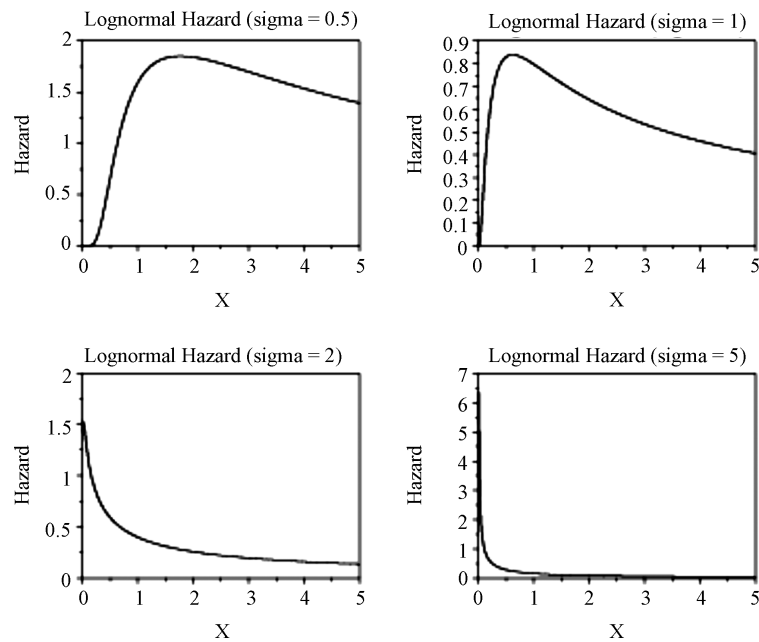 Lognormal Hazard (sigma = 0.5)
2
1.5
1
0.5
0
Hazard
0 1 2 3 4 5
X
Lognormal Hazard (sigma = 1)
0.9
0.8
0.7
0.6
0.5
0.4
0.3
0.2
0.1
0
Hazard
0 1 2 3 4 5
X
Lognormal Hazard (sigma = 2)
2
1.5
1
0.5
0
Hazard
0 1 2 3 4 5
X
Lognormal Hazard (sigma = 5)
7
6
5
4
3
2
1
0
Hazard
0 1 2 3 4 5
X